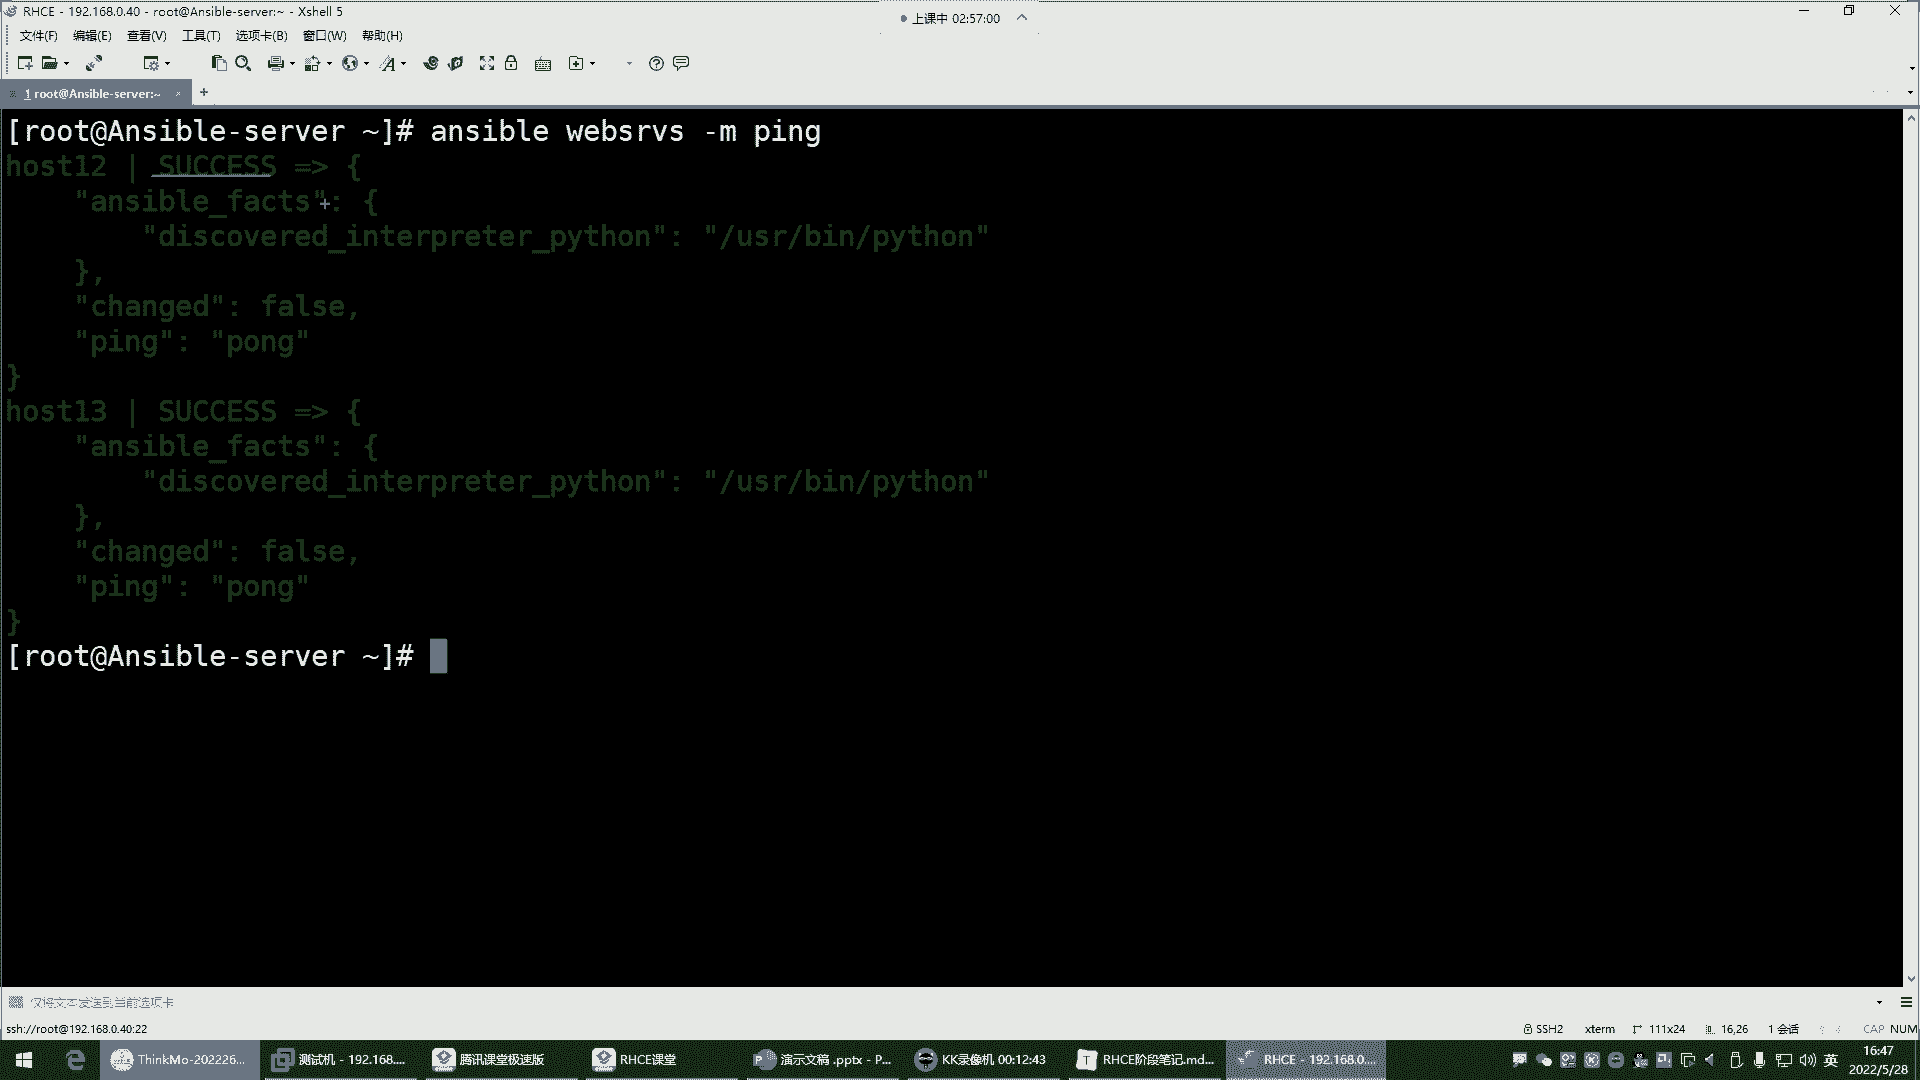 RHCE - 192.168.0.40 - root@Ansible-server:~ - Xshell 5
上课中 02:57:00
文件(F) 编辑(E) 查看(V) 工具(T) 选项卡(B) 窗口(W) 帮助(H)
1 root@Ansible-server:~ × +
[root@Ansible-server ~]# ansible websrvs -m ping
host12 | SUCCESS => {
    "ansible_facts": {
        "discovered_interpreter_python": "/usr/bin/python"
    },
    "changed": false,
    "ping": "pong"
}
host13 | SUCCESS => {
    "ansible_facts": {
        "discovered_interpreter_python": "/usr/bin/python"
    },
    "changed": false,
    "ping": "pong"
}
[root@Ansible-server ~]#
仅将文本发送到当前选项卡
ssh://root@192.168.0.40:22 SSH2 xterm 111x24 16,26 1 会话 CAP NUM
ThinkMo-202226... 测试机 - 192.168.... 腾讯课堂极速版 RHCE课堂 演示文稿 .pptx - P... KK录像机 00:12:43 RHCE阶段笔记.md... RHCE - 192.168.0.... 英 16:47
2022/5/28